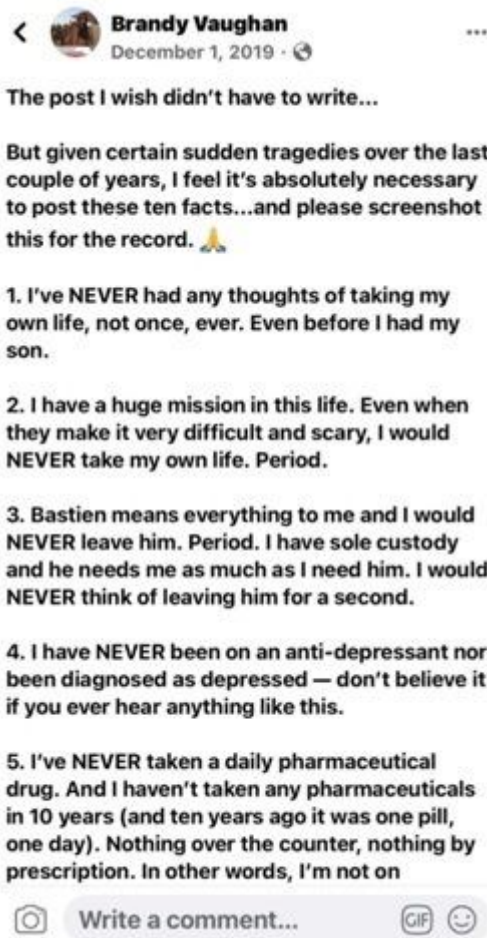 Brandy Vaughan
December 1, 2019 ·
The post I wish didn't have to write...
But given certain sudden tragedies over the last
couple of years, I feel it's absolutely necessary
to post these ten facts...and please screenshot
this for the record. 🙏
1. I've NEVER had any thoughts of taking my
own life, not once, ever. Even before I had my
son.
2. I have a huge mission in this life. Even when
they make it very difficult and scary, I would
NEVER take my own life. Period.
3. Bastien means everything to me and I would
NEVER leave him. Period. I have sole custody
and he needs me as much as I need him. I would
NEVER think of leaving him for a second.
4. I have NEVER been on an anti-depressant nor
been diagnosed as depressed — don't believe it
if you ever hear anything like this.
5. I've NEVER taken a daily pharmaceutical
drug. And I haven't taken any pharmaceuticals
in 10 years (and ten years ago it was one pill,
one day). Nothing over the counter, nothing by
prescription. In other words, I'm not on
Write a comment...
GIF